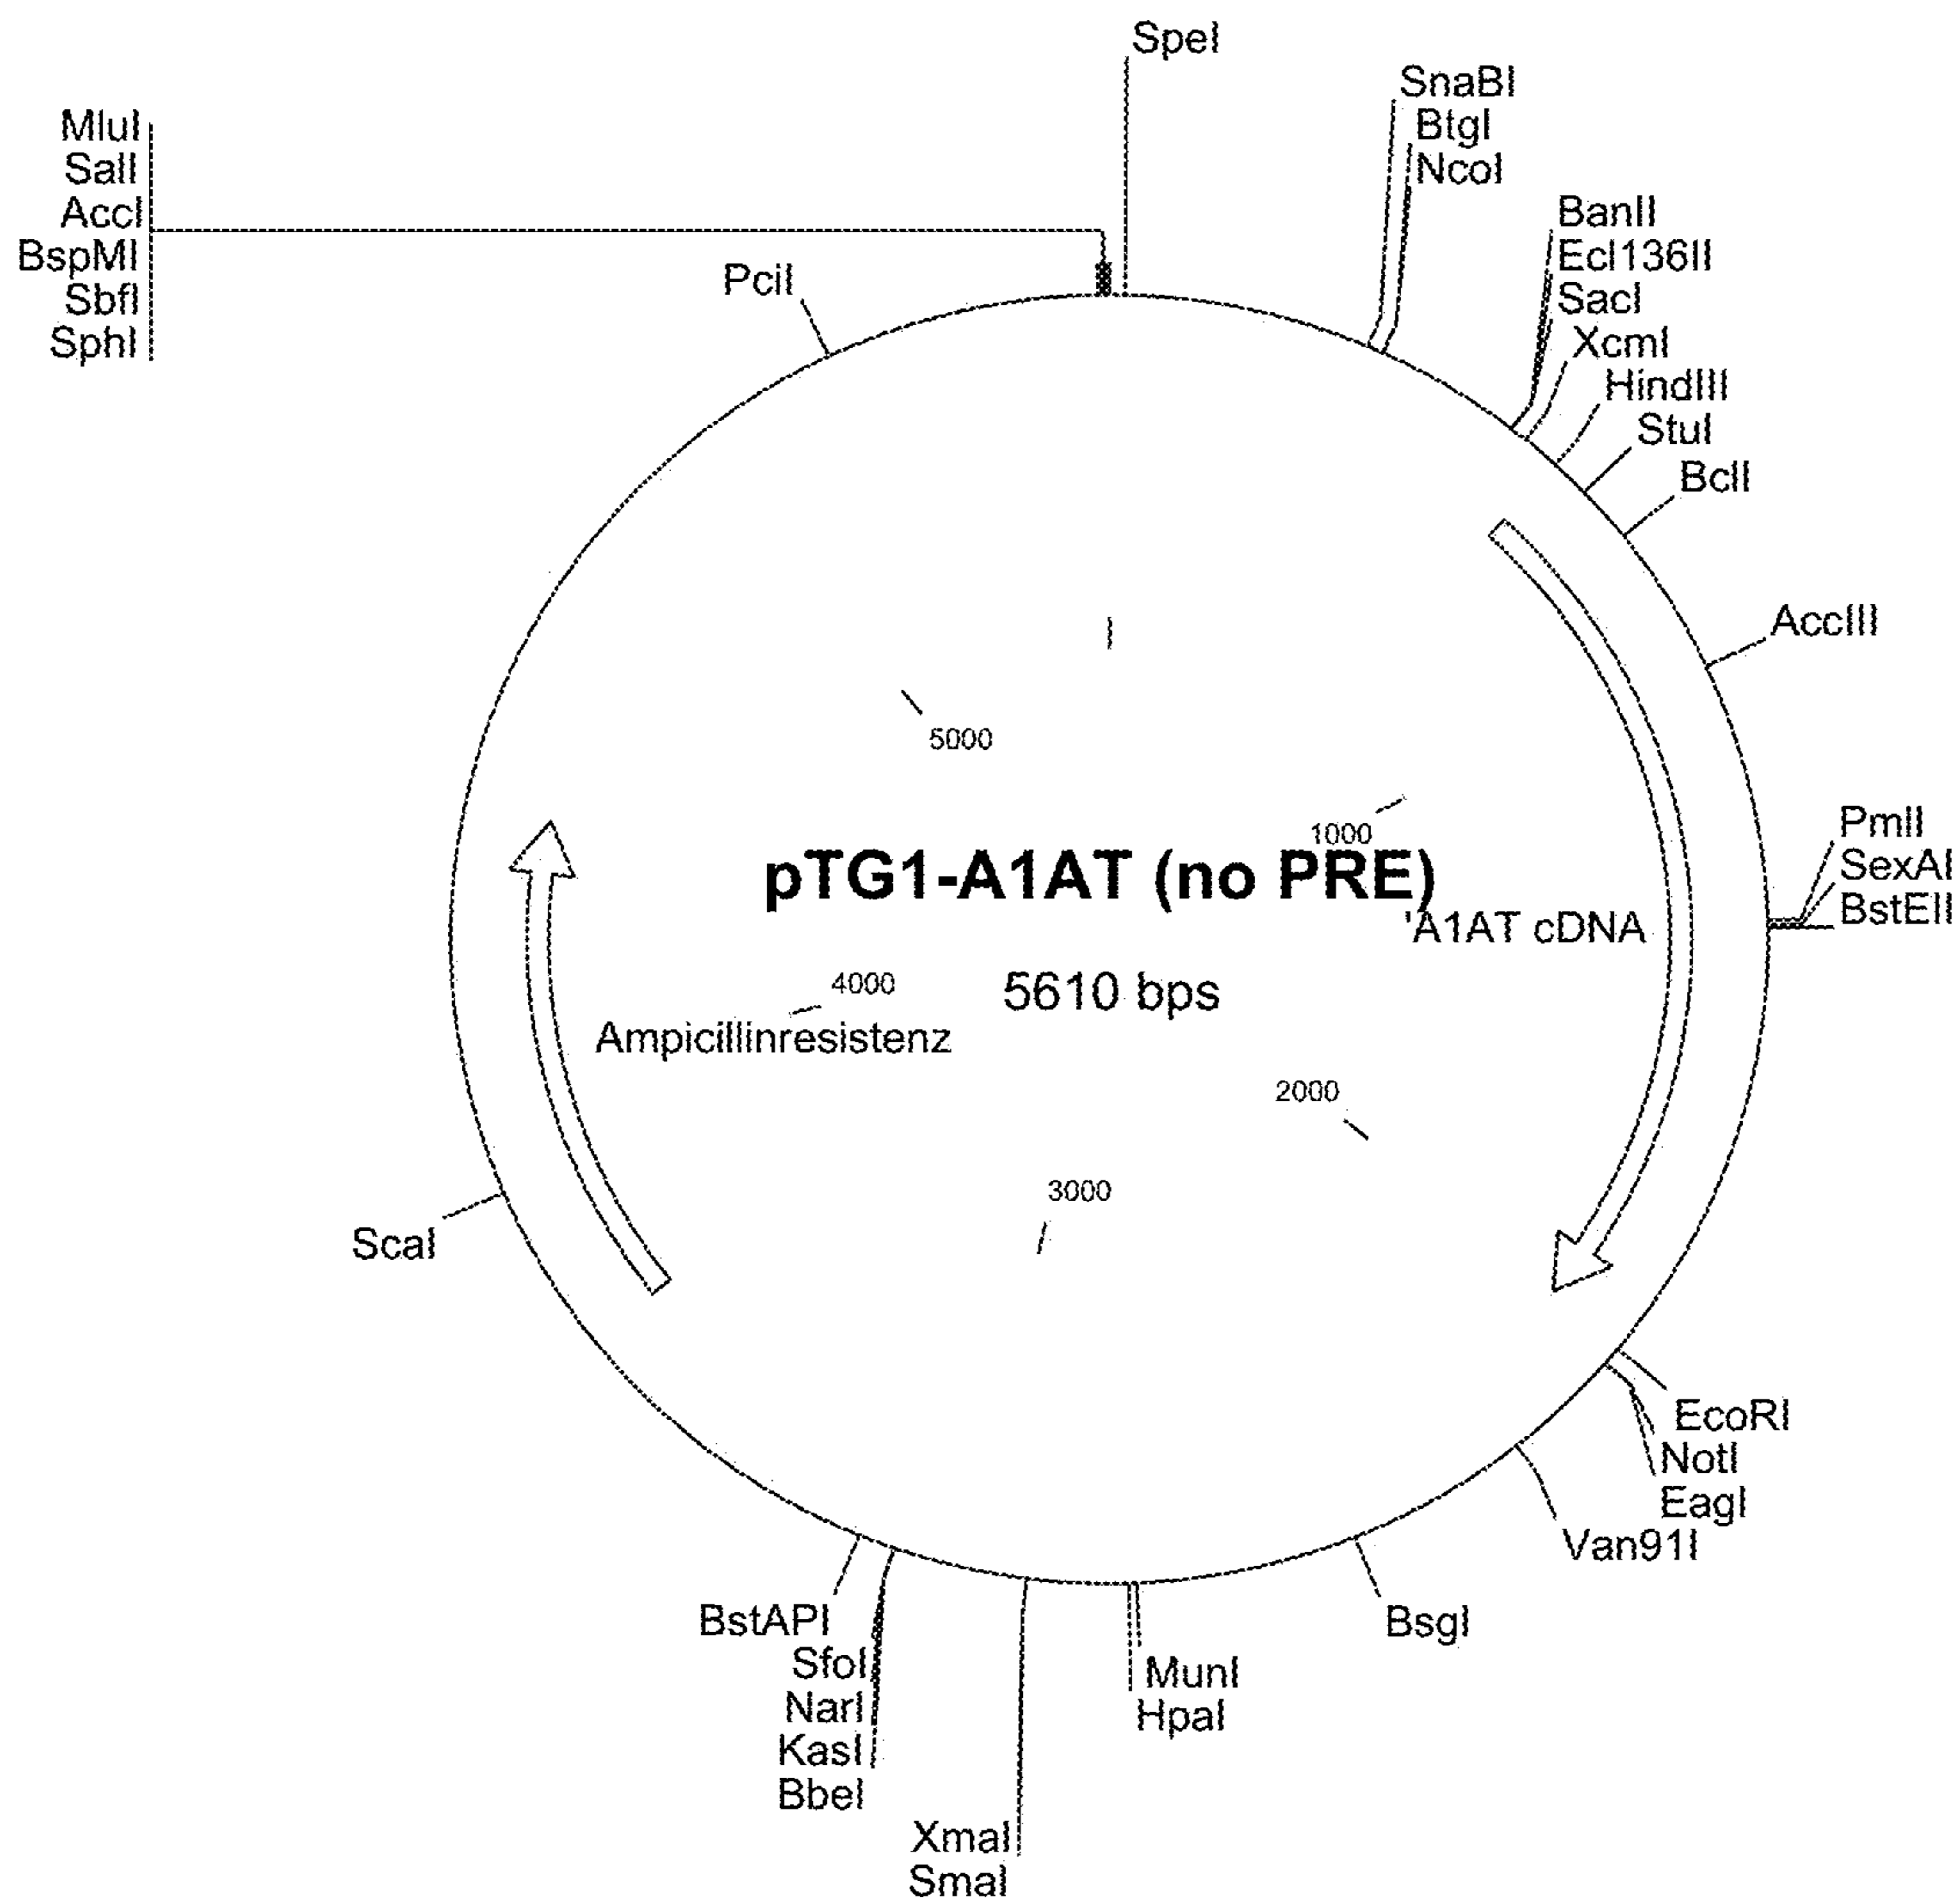 SpeI
SnaBI
BtgI
NcoI
MluI
SalI
AccI
BspMI
SbfI
SphI
BanII
Ecl136II
SacI
XcmI
HindIII
StuI
BclI
PciI
AccIII
5000
1000
pTG1-A1AT (no PRE)
'A1AT cDNA
PmlI
SexAI
BstEII
4000
5610 bps
Ampicillinresistenz
2000
3000
ScaI
EcoRI
NotI
EagI
Van91I
BsgI
BstAPI
SfoI
NarI
KasI
BbeI
MunI
HpaI
XmaI
SmaI